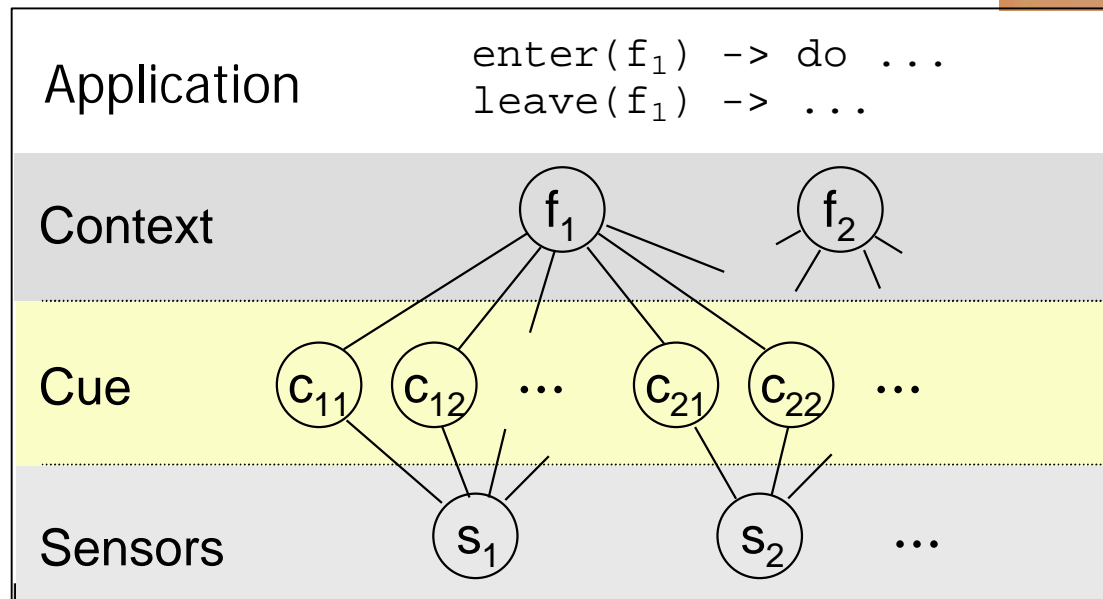 Application
enter(f₁) -> do ...
leave(f₁) -> ...
Context
f₁ f₂
Cue
c₁₁ c₁₂ ... c₂₁ c₂₂ ...
Sensors
s₁ s₂ ...